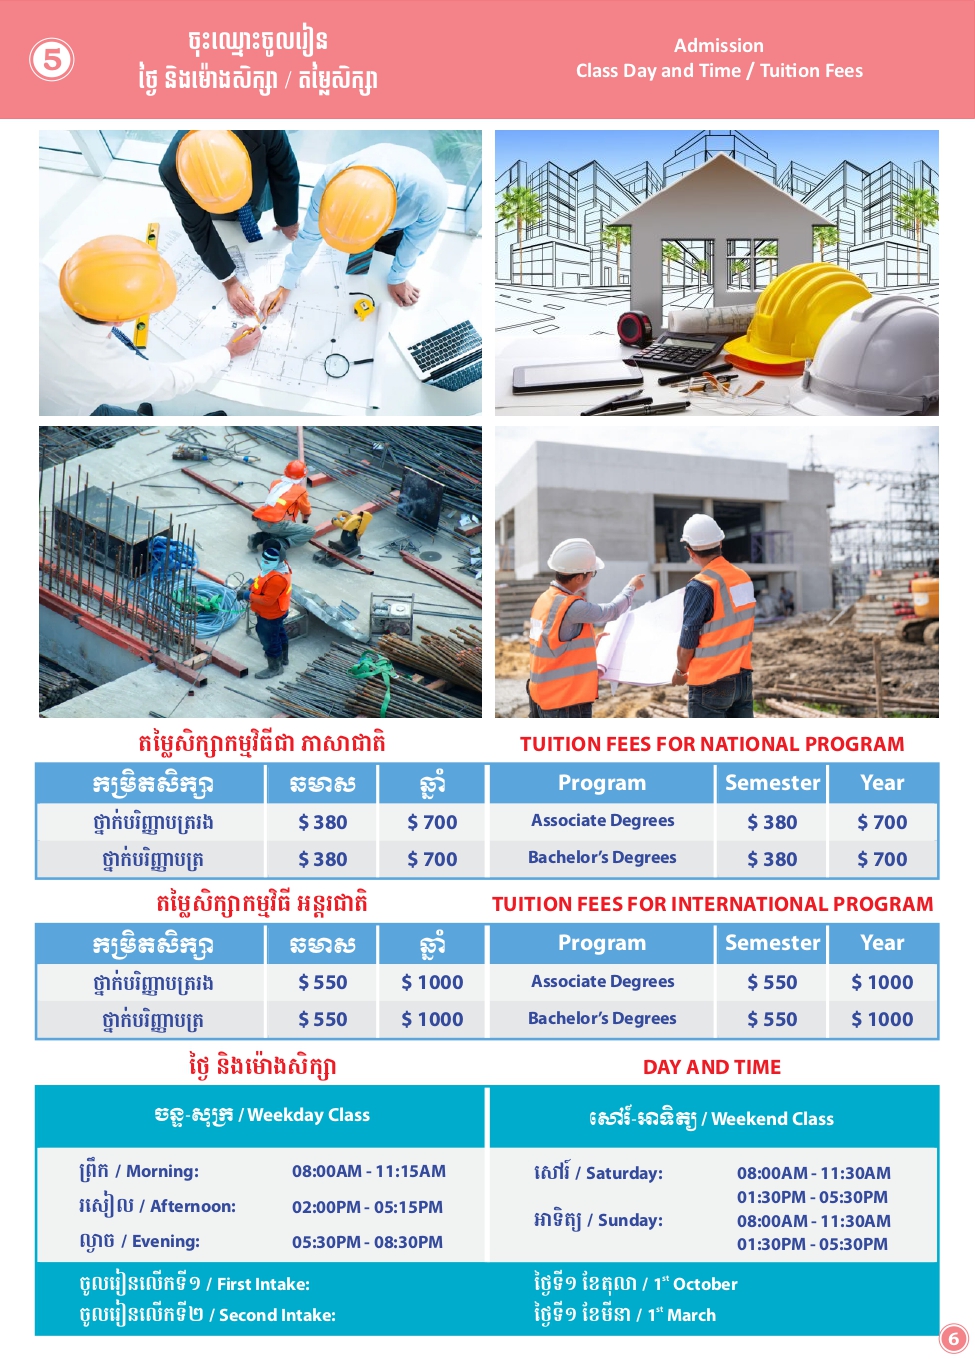 5
ចុះឈ្មោះចូលរៀន
ថ្ងៃ និងម៉ោងសិក្សា / តម្លៃសិក្សា
Admission
Class Day and Time / Tuition Fees
តម្លៃសិក្សាកម្មវិធីជា ភាសាជាតិ
TUITION FEES FOR NATIONAL PROGRAM
កម្រិតសិក្សា ឆមាស ឆ្នាំ Program Semester Year
ថ្នាក់បរិញ្ញាបត្ររង $ 380 $ 700 Associate Degrees $ 380 $ 700
ថ្នាក់បរិញ្ញាបត្រ $ 380 $ 700 Bachelor’s Degrees $ 380 $ 700
តម្លៃសិក្សាកម្មវិធី អន្តរជាតិ
TUITION FEES FOR INTERNATIONAL PROGRAM
កម្រិតសិក្សា ឆមាស ឆ្នាំ Program Semester Year
ថ្នាក់បរិញ្ញាបត្ររង $ 550 $ 1000 Associate Degrees $ 550 $ 1000
ថ្នាក់បរិញ្ញាបត្រ $ 550 $ 1000 Bachelor’s Degrees $ 550 $ 1000
ថ្ងៃ និងម៉ោងសិក្សា
DAY AND TIME
ចន្ទ-សុក្រ / Weekday Class
ព្រឹក / Morning: 08:00AM - 11:15AM
រសៀល / Afternoon: 02:00PM - 05:15PM
ល្ងាច / Evening: 05:30PM - 08:30PM
សៅរ៍-អាទិត្យ / Weekend Class
សៅរ៍ / Saturday: 08:00AM - 11:30AM
01:30PM - 05:30PM
អាទិត្យ / Sunday: 08:00AM - 11:30AM
01:30PM - 05:30PM
ចូលរៀនលើកទី១ / First Intake: ថ្ងៃទី១ ខែតុលា / 1st October
ចូលរៀនលើកទី២ / Second Intake: ថ្ងៃទី១ ខែមីនា / 1st March
6